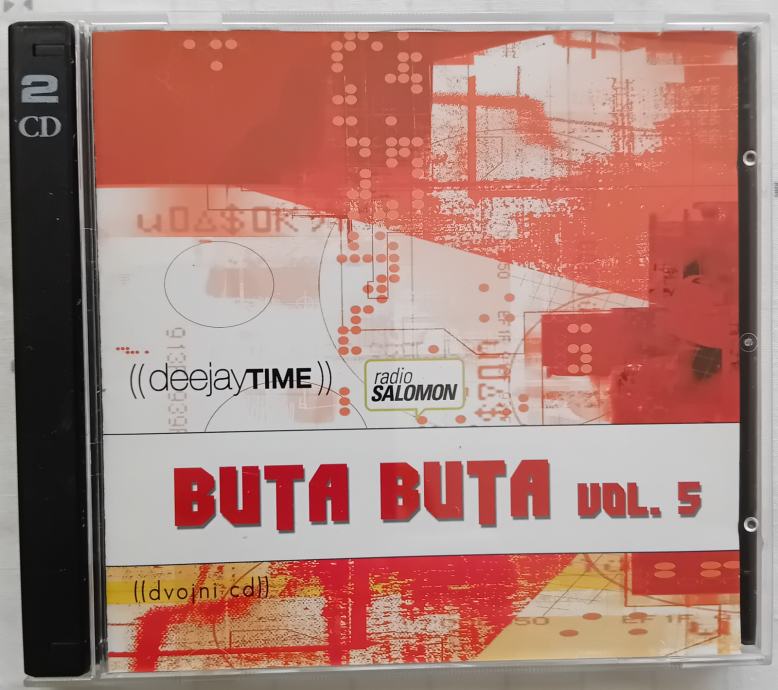 2
CD
((deejayTIME))
radio
SALOMON
BUTA BUTA VOL. 5
((dvojni cd))